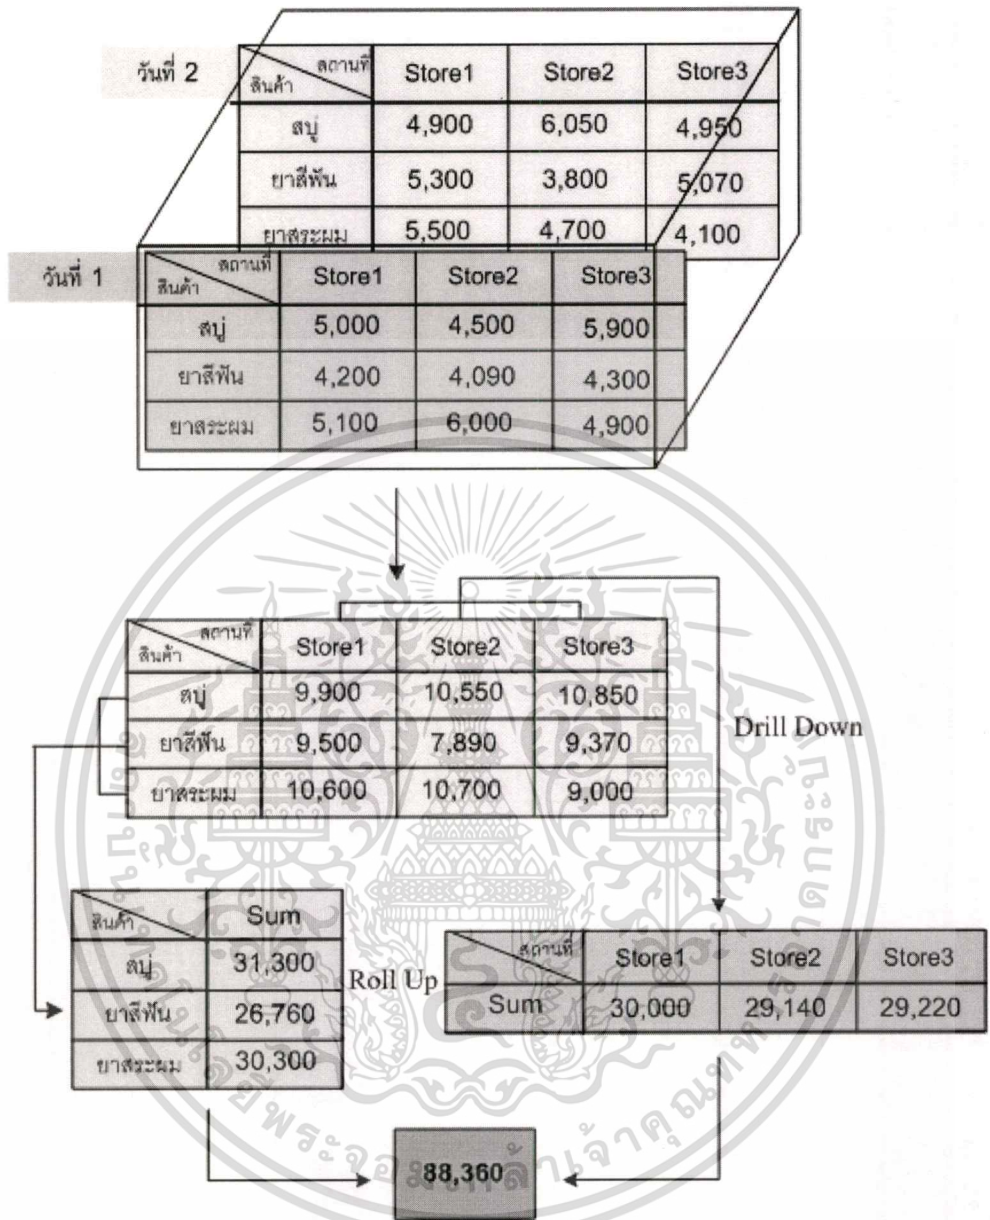 วันที่ 2
สินค้า สถานที่ Store1 Store2 Store3
สบู่ 4,900 6,050 4,950
ยาสีฟัน 5,300 3,800 5,070
ยาสระผม 5,500 4,700 4,100
วันที่ 1
สินค้า สถานที่ Store1 Store2 Store3
สบู่ 5,000 4,500 5,900
ยาสีฟัน 4,200 4,090 4,300
ยาสระผม 5,100 6,000 4,900
สินค้า สถานที่ Store1 Store2 Store3
สบู่ 9,900 10,550 10,850
ยาสีฟัน 9,500 7,890 9,370
ยาสระผม 10,600 10,700 9,000
Drill Down
สินค้า Sum
สบู่ 31,300
ยาสีฟัน 26,760
ยาสระผม 30,300
Roll Up
สถานที่ Store1 Store2 Store3
Sum 30,000 29,140 29,220
88,360